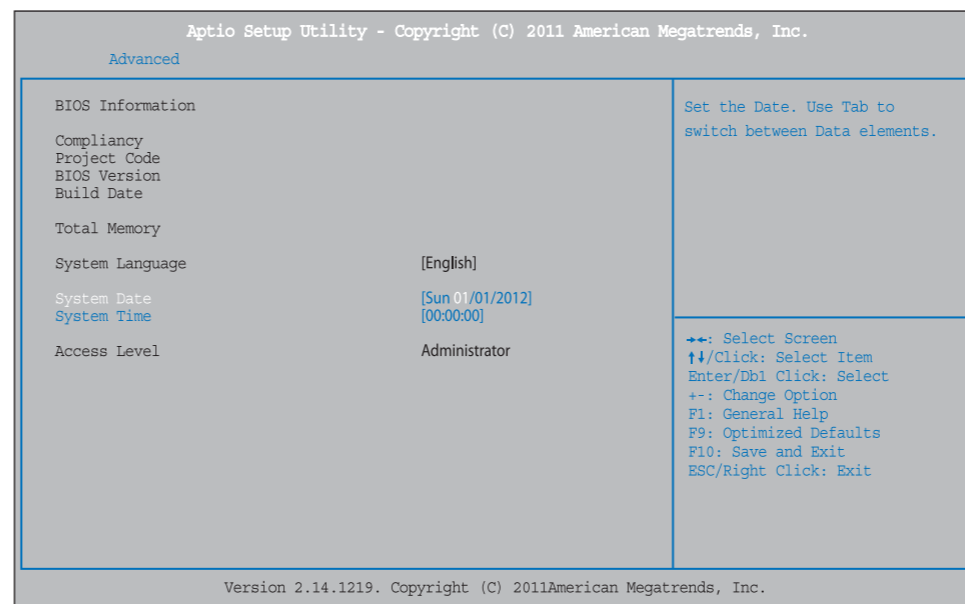 Aptio Setup Utility - Copyright (C) 2011 American Megatrends, Inc.
Advanced
BIOS Information
Compliancy
Project Code
BIOS Version
Build Date
Total Memory
System Language [English]
System Date [Sun 01/01/2012]
System Time [00:00:00]
Access Level Administrator
Set the Date. Use Tab to
switch between Data elements.
→←: Select Screen
↑↓/Click: Select Item
Enter/Db1 Click: Select
+-: Change Option
F1: General Help
F9: Optimized Defaults
F10: Save and Exit
ESC/Right Click: Exit
Version 2.14.1219. Copyright (C) 2011American Megatrends, Inc.